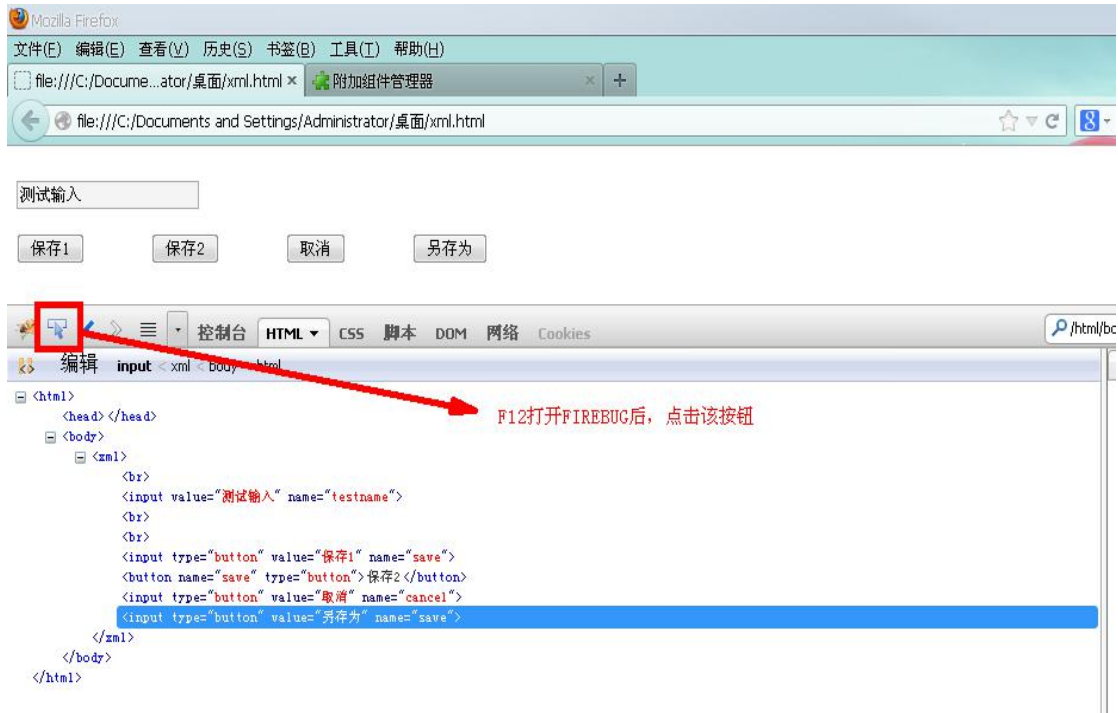 Mozilla Firefox
文件(F) 编辑(E) 查看(V) 历史(S) 书签(B) 工具(T) 帮助(H)
file:///C:/Docume...ator/桌面/xml.html × 附加组件管理器 × +
file:///C:/Documents and Settings/Administrator/桌面/xml.html 8
测试输入
保存1 保存2 取消 另存为
控制台 HTML CSS 脚本 DOM 网络 Cookies /html/bo
编辑 input < xml < body < html
<html>
<head></head>
F12打开FIREBUG后，点击该按钮
<body>
<xml>
<br>
<input value="测试输入" name="testname">
<br>
<br>
<input type="button" value="保存1" name="save">
<button name="save" type="button">保存2</button>
<input type="button" value="取消" name="cancel">
<input type="button" value="另存为" name="save">
</xml>
</body>
</html>